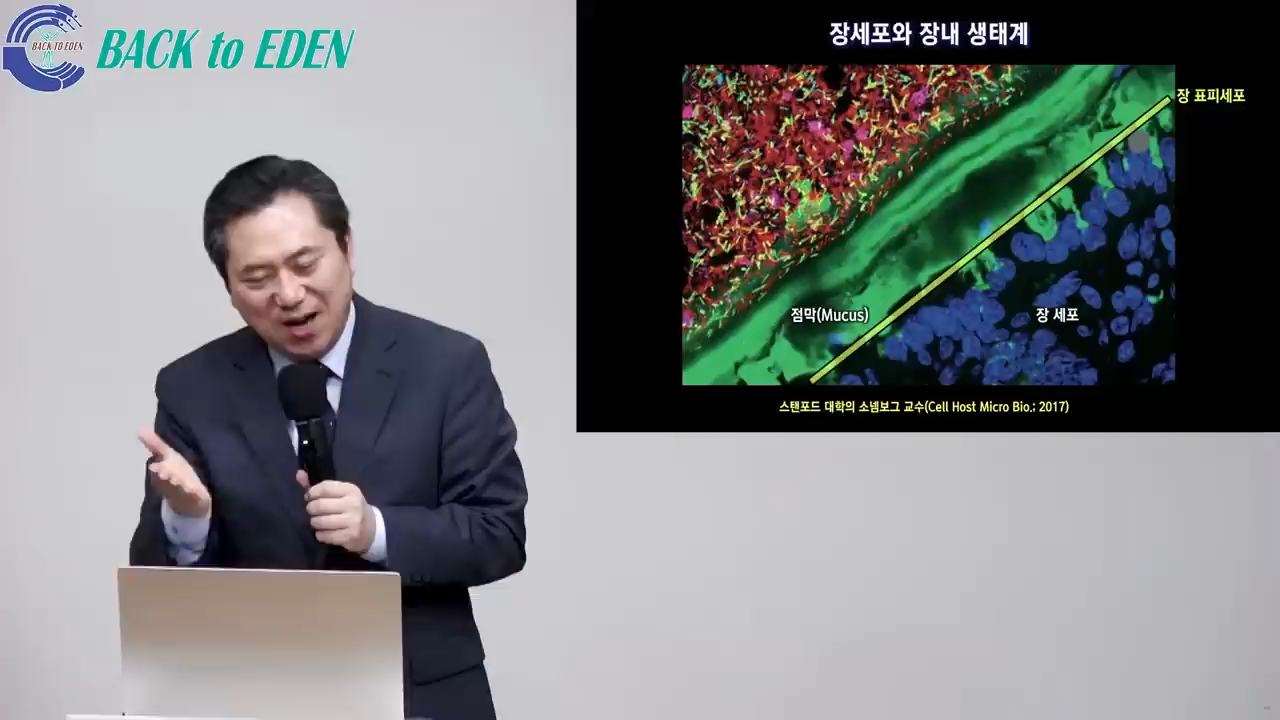 BACK TO EDEN
BACK to EDEN
장세포와 장내 생태계
장 표피세포
점막(Mucus)
장 세포
스탠포드 대학의 소넴보그 교수(Cell Host Micro Bio.: 2017)